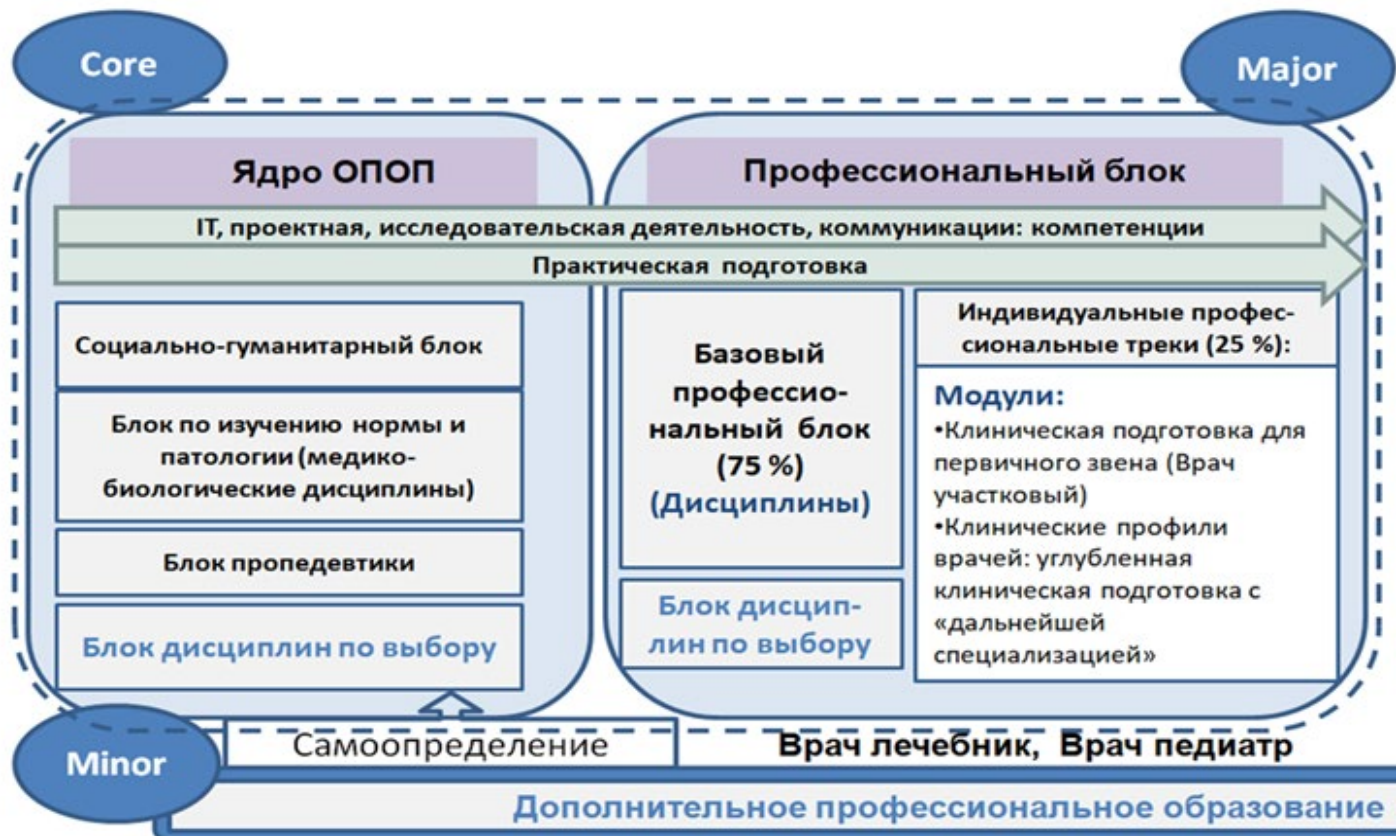 Core
Major
Ядро ОПОП
Профессиональный блок
IT, проектная, исследовательская деятельность, коммуникации: компетенции
Практическая подготовка
Социально-гуманитарный блок
Блок по изучению нормы и
патологии (медико-
биологические дисциплины)
Блок пропедевтики
Блок дисциплин по выбору
Базовый
профессио-
нальный блок
(75 %)
(Дисциплины)
Блок дисцип-
лин по выбору
Индивидуальные профес-
сиональные треки (25 %):
Модули:
•Клиническая подготовка для
первичного звена (Врач
участковый)
•Клинические профили
врачей: углубленная
клиническая подготовка с
«дальнейшей
специализацией»
Minor
Самоопределение
Врач лечебник, Врач педиатр
Дополнительное профессиональное образование